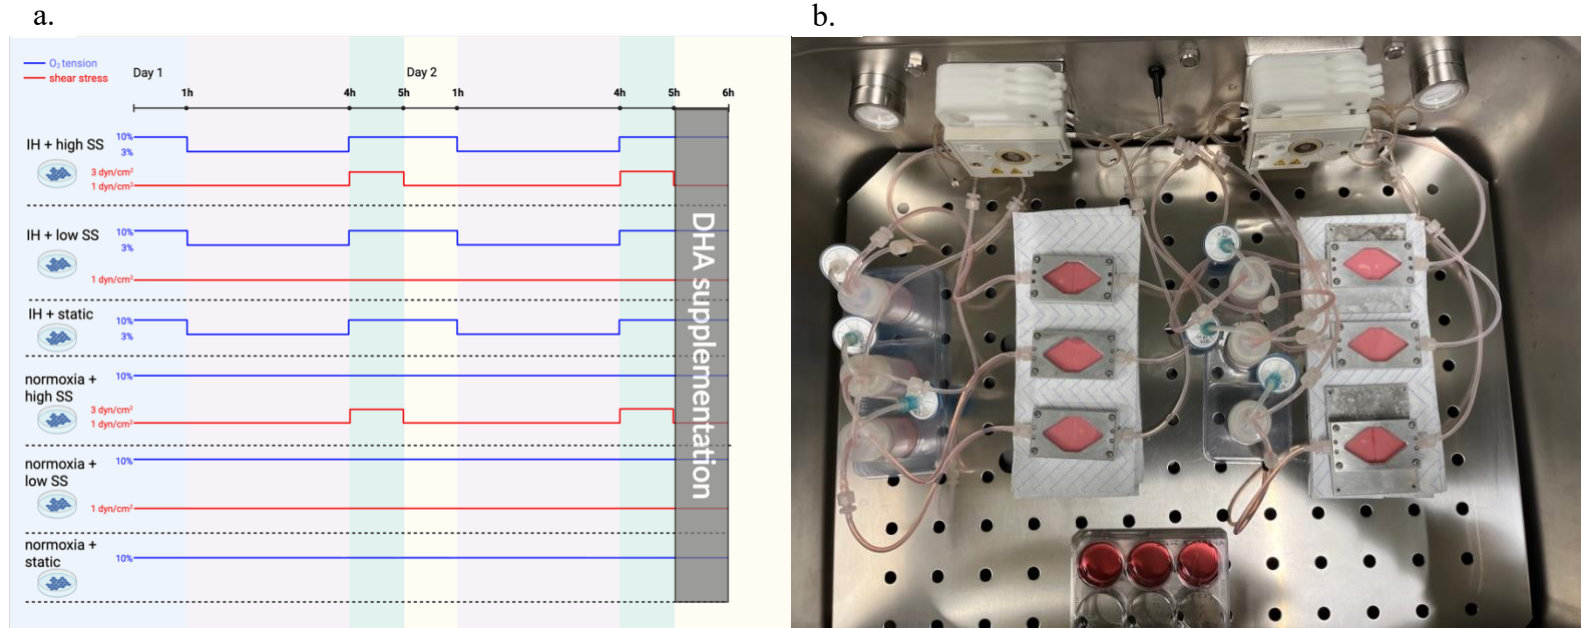 a.
b.
O₂ tension
shear stress
Day 1
Day 2
1h
4h
5h
1h
4h
5h
6h
IH + high SS
10%
3%
3 dyn/cm²
1 dyn/cm²
IH + low SS
10%
3%
1 dyn/cm²
IH + static
10%
3%
normoxia +
high SS
10%
3 dyn/cm²
1 dyn/cm²
normoxia +
low SS
10%
1 dyn/cm²
normoxia +
static
10%
DHA supplementation